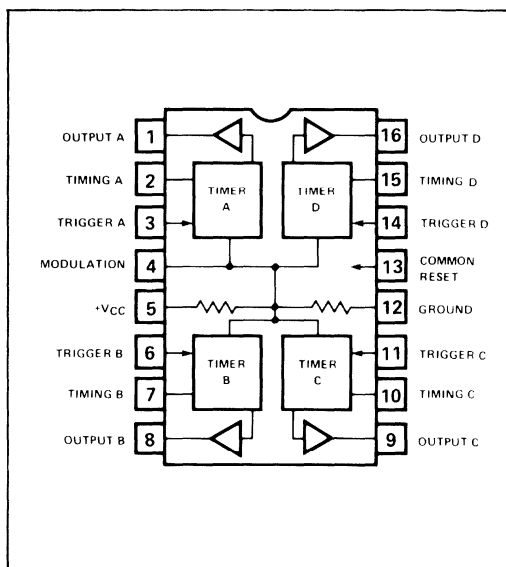 OUTPUT A 1
TIMING A 2
TRIGGER A 3
MODULATION 4
+VCC 5
TRIGGER B 6
TIMING B 7
OUTPUT B 8
16 OUTPUT D
15 TIMING D
14 TRIGGER D
13 COMMON
RESET
12 GROUND
11 TRIGGER C
10 TIMING C
9 OUTPUT C
TIMER
A
TIMER
D
TIMER
B
TIMER
C